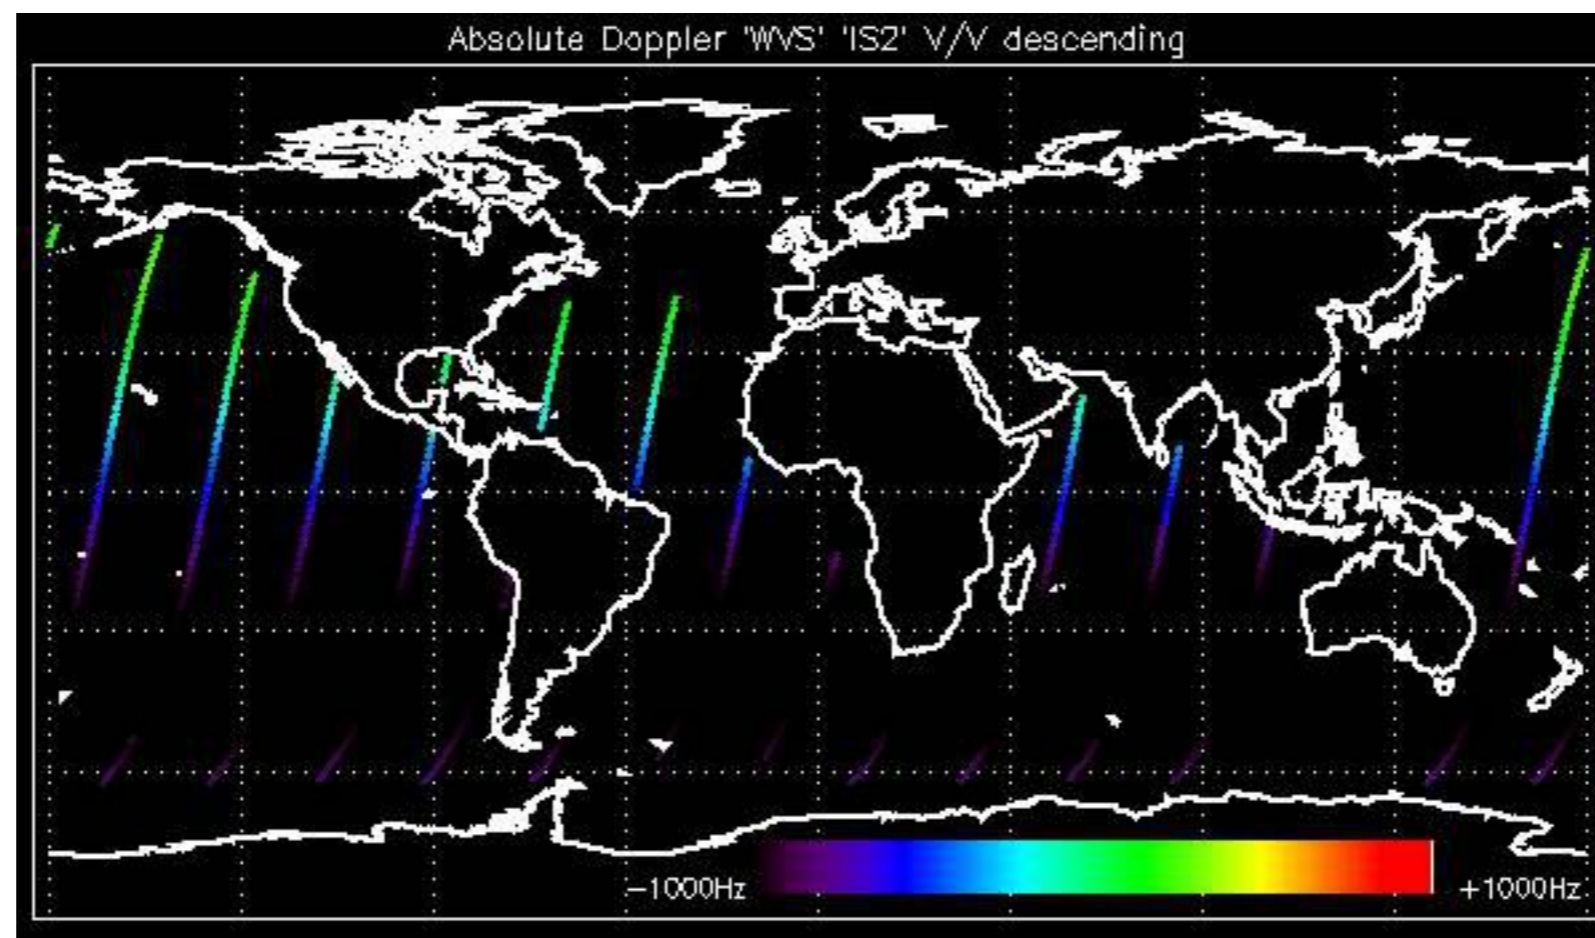 Absolute Doppler 'WVS' 'IS2' V/V descending
−1000Hz
+1000Hz